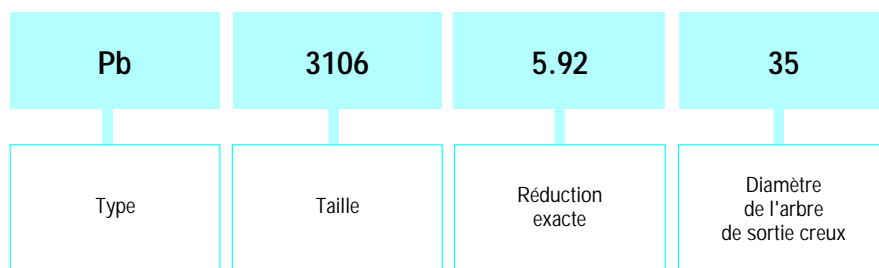 Pb 3106 5.92 35
Type
Taille
Réduction
exacte
Diamètre
de l'arbre
de sortie creux